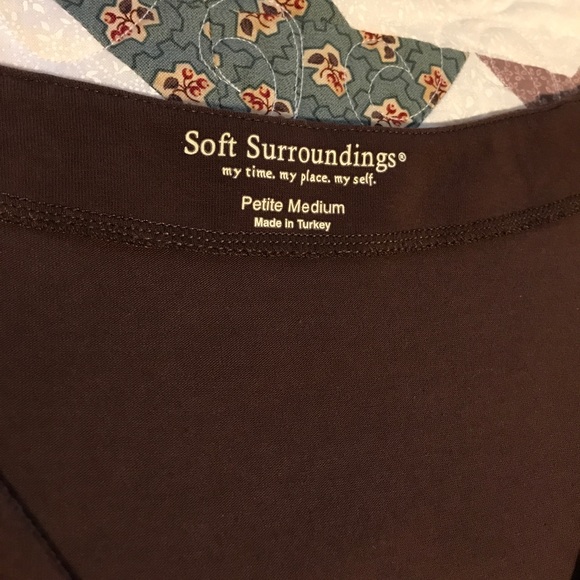 Soft Surroundings®
my time. my place. my self.
Petite Medium
Made in Turkey